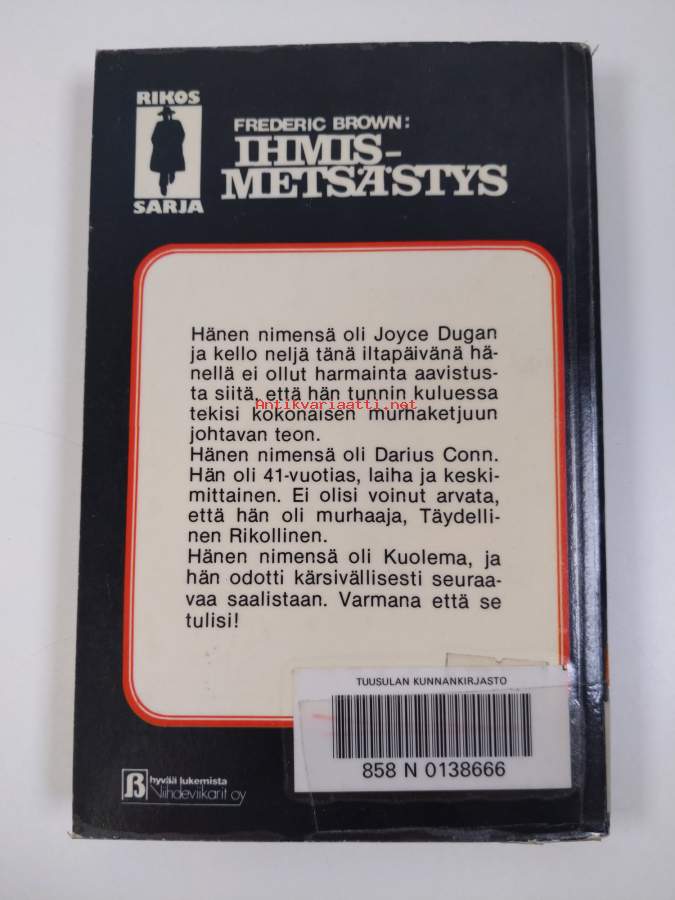 RIKOS
SARJA
FREDERIC BROWN:
IHMIS-
METSÄSTYS
Hänen nimensä oli Joyce Dugan
ja kello neljä tänä iltapäivänä hä-
nellä ei ollut harmainta aavistus-
ta siitä, että hän tunnin kuluessa
tekisi kokonaisen murhaketjuun
johtavan teon.
Antikvariaatti.net
Hänen nimensä oli Darius Conn.
Hän oli 41-vuotias, laiha ja keski-
mittainen. Ei olisi voinut arvata,
että hän oli murhaaja, Täydelli-
nen Rikollinen.
Hänen nimensä oli Kuolema, ja
hän odotti kärsivällisesti seuraa-
vaa saalistaan. Varmana että se
tulisi!
TUUSULAN KUNNANKIRJASTO
858 N 0138666
hyvää lukemista
Viihdeviikarit oy